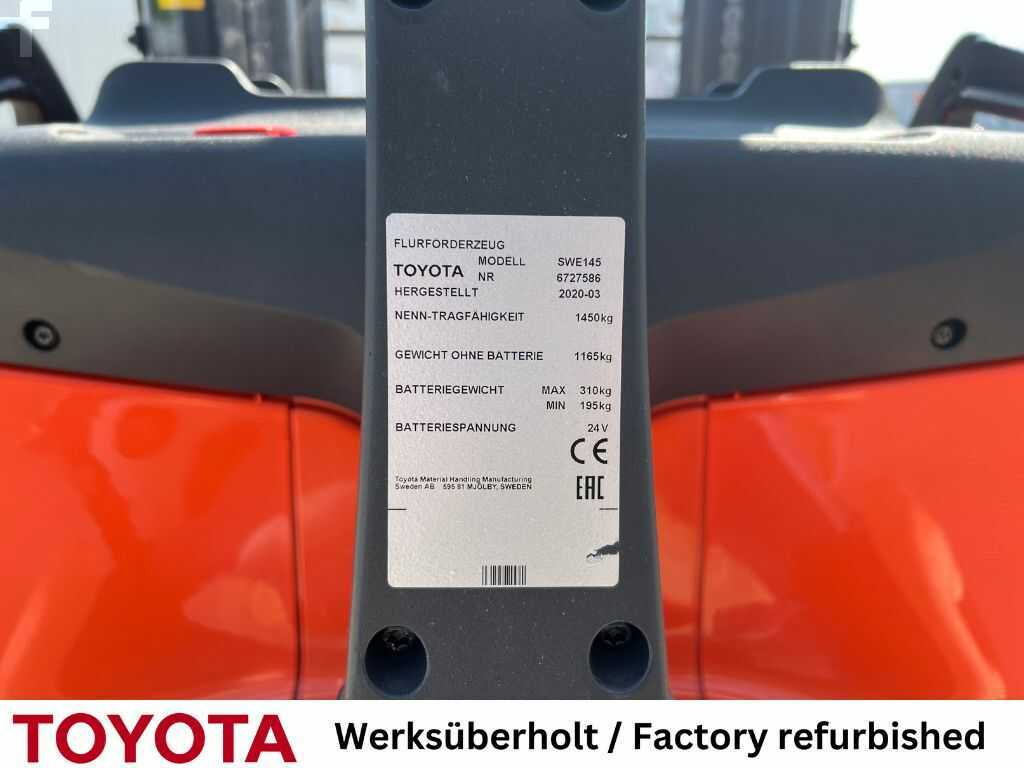 FLURFÖRDERZEUG
MODELL SWE145
TOYOTA
NR 6727586
HERGESTELLT 2020-03
NENN-TRAGFÄHIGKEIT 1450kg
GEWICHT OHNE BATTERIE 1165kg
BATTERIEGEWICHT MAX 310kg
MIN 195kg
BATTERIESPANNUNG 24V
CE
Toyota Material Handling Manufacturing
Sweden AB 595 81 MJÖLBY, SWEDEN
EAC
TOYOTA Werksüberholt / Factory refurbished